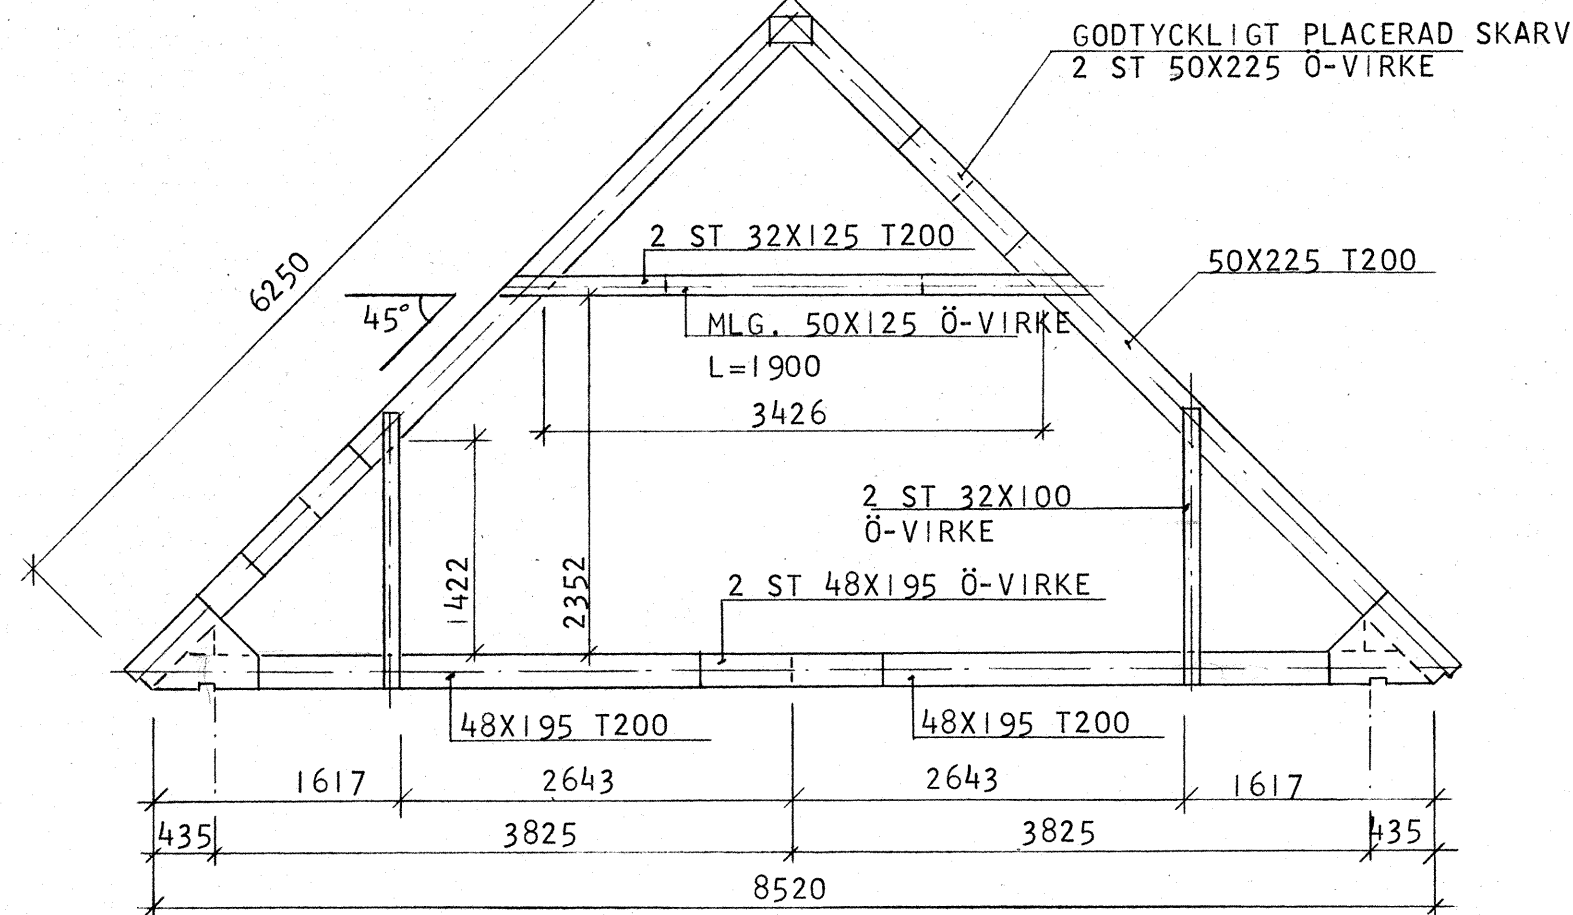 GODTYCKLIGT PLACERAD SKARV
2 ST 50X225 Ö-VIRKE
2 ST 32X125 T200
50X225 T200
6250
45°
MLG. 50X125 Ö-VIRKE
L=1900
3426
2 ST 32X100
Ö-VIRKE
1422
2352
2 ST 48X195 Ö-VIRKE
48X195 T200
48X195 T200
1617
2643
2643
1617
435
3825
3825
435
8520